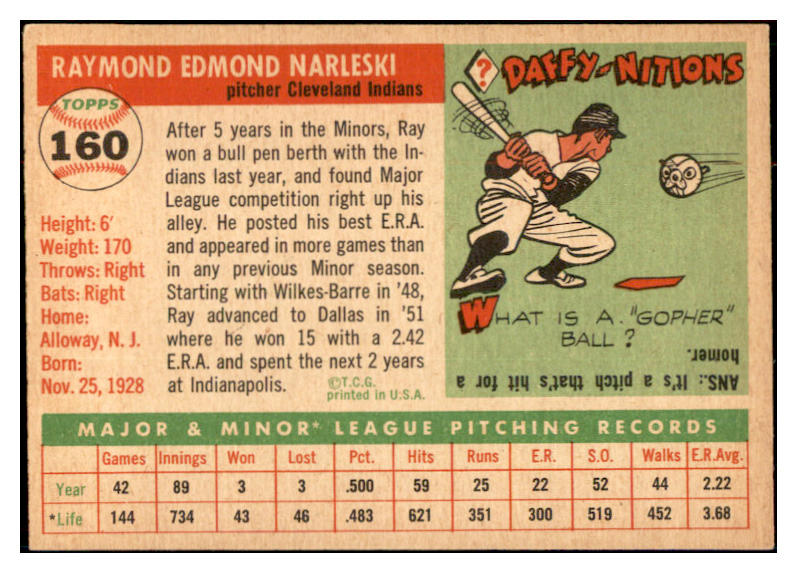 RAYMOND EDMOND NARLESKI
pitcher Cleveland Indians
TOPPS
160
Height: 6'
Weight: 170
Throws: Right
Bats: Right
Home:
Alloway, N. J.
Born:
Nov. 25, 1928
After 5 years in the Minors, Ray
won a bull pen berth with the In-
dians last year, and found Major
League competition right up his
alley. He posted his best E.R.A.
and appeared in more games than
in any previous Minor season.
Starting with Wilkes-Barre in '48,
Ray advanced to Dallas in '51
where he won 15 with a 2.42
E.R.A. and spent the next 2 years
at Indianapolis.
©T.C.G.
printed in U.S.A.
?
DAFFY-NITIONS
WHAT IS A "GOPHER"
BALL?
ANS.: It's a pitch that's hit for a
homer.
MAJOR & MINOR* LEAGUE PITCHING RECORDS
Games Innings Won Lost Pct. Hits Runs E.R. S.O. Walks E.R.Avg.
Year 42 89 3 3 .500 59 25 22 52 44 2.22
*Life 144 734 43 46 .483 621 351 300 519 452 3.68